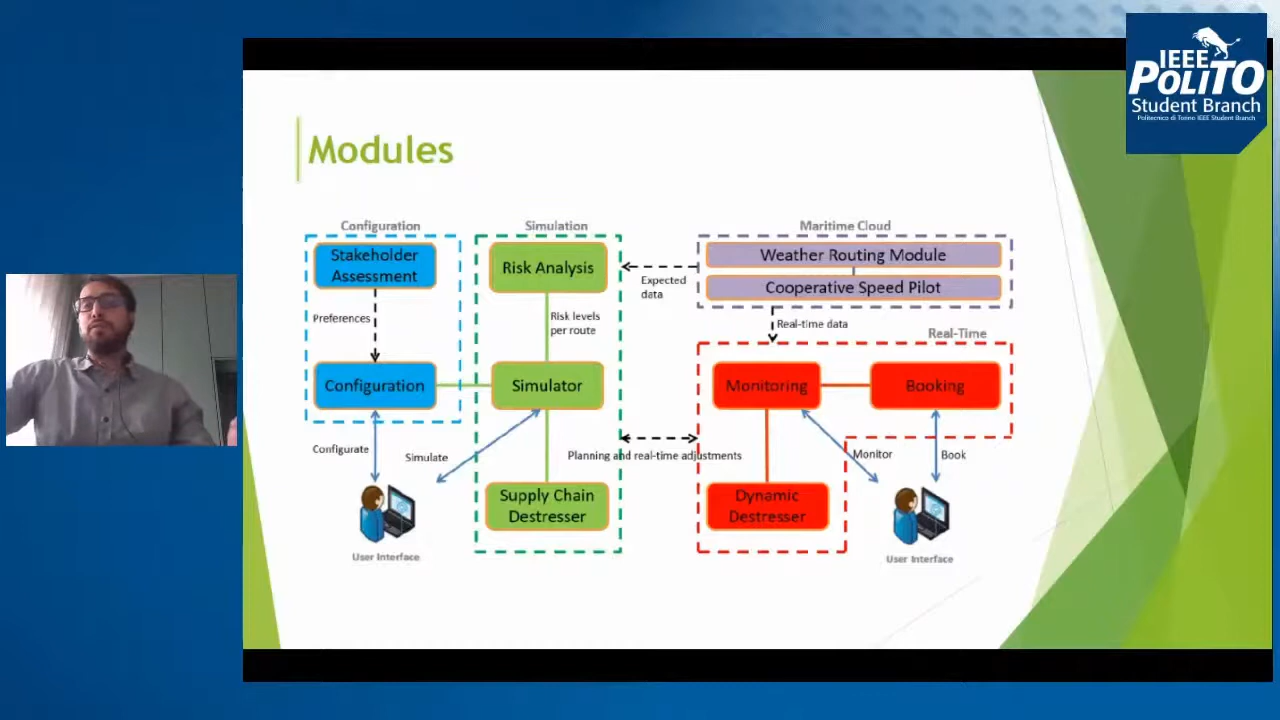 IEEE
POLITO
Student Branch
Politecnico di Torino IEEE Student Branch
Modules
Configuration
Simulation
Maritime Cloud
Stakeholder
Assessment
Risk Analysis
Weather Routing Module
Expected
data
Cooperative Speed Pilot
Preferences
Risk levels
per route
Real-time data
Real-Time
Configuration
Simulator
Monitoring
Booking
Configurate
Simulate
Planning and real-time adjustments
Monitor
Book
Supply Chain
Destresser
Dynamic
Destresser
User Interface
User Interface